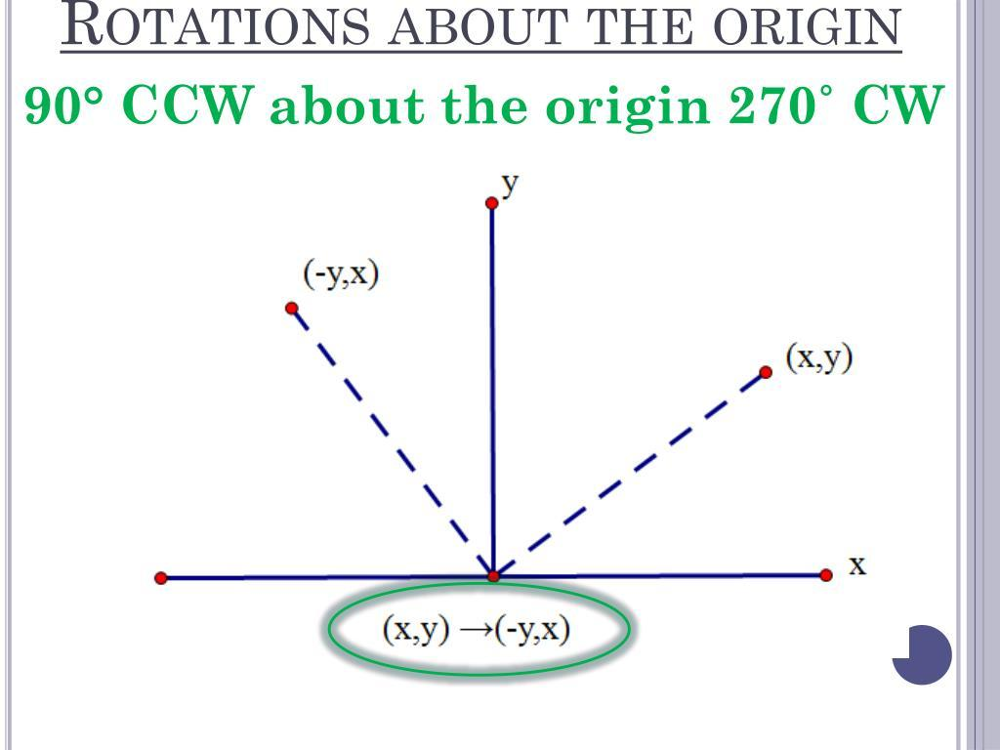 ROTATIONS ABOUT THE ORIGIN
90° CCW about the origin 270° CW
y
(-y,x)
(x,y)
x
(x,y) →(-y,x)